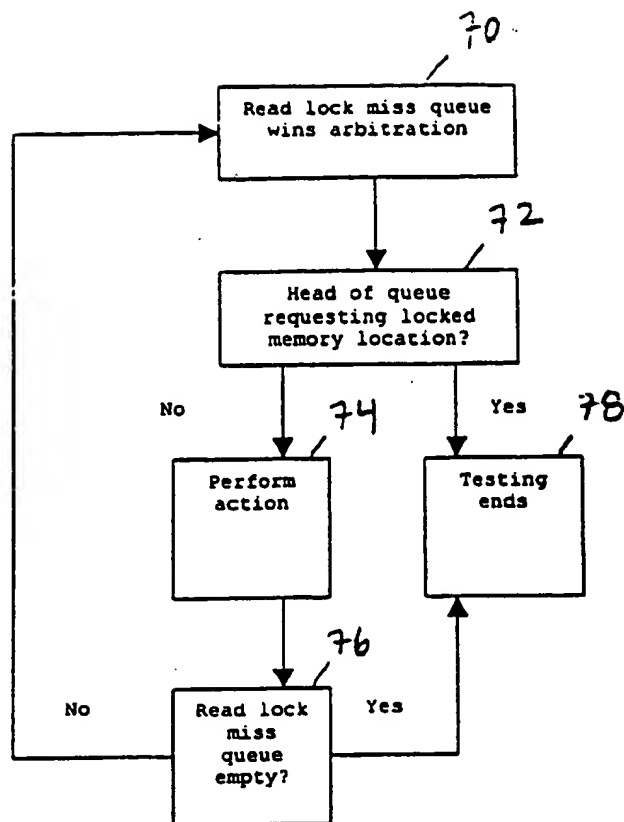 70
Read lock miss queue
wins arbitration
72
Head of queue
requesting locked
memory location?
No
74
Yes
78
Perform
action
Testing
ends
76
No
Read lock
miss
queue
empty?
Yes